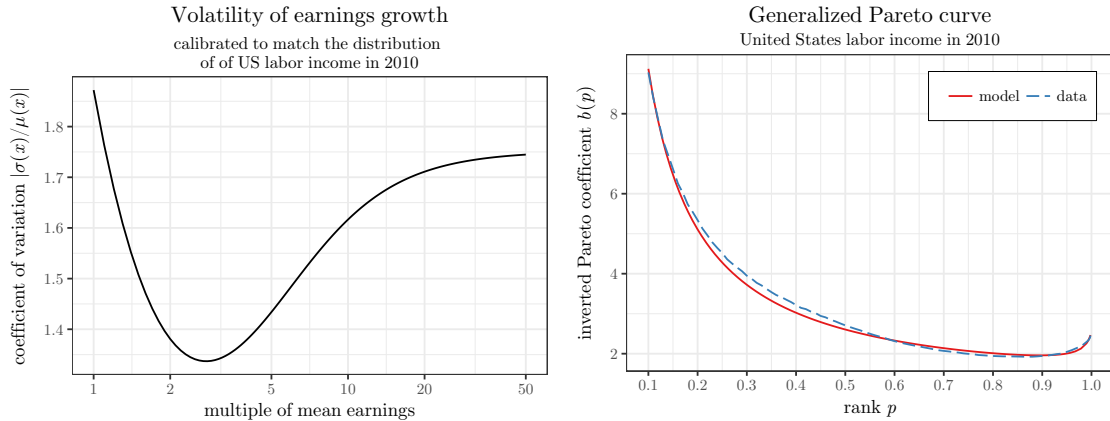 Volatility of earnings growth
calibrated to match the distribution
of of US labor income in 2010
coefficient of variation |σ(x)/μ(x)|
1.8
1.7
1.6
1.5
1.4
1 2 5 10 20 50
multiple of mean earnings
Generalized Pareto curve
United States labor income in 2010
inverted Pareto coefficient b(p)
model data
8
6
4
2
0.1 0.2 0.3 0.4 0.5 0.6 0.7 0.8 0.9 1.0
rank p